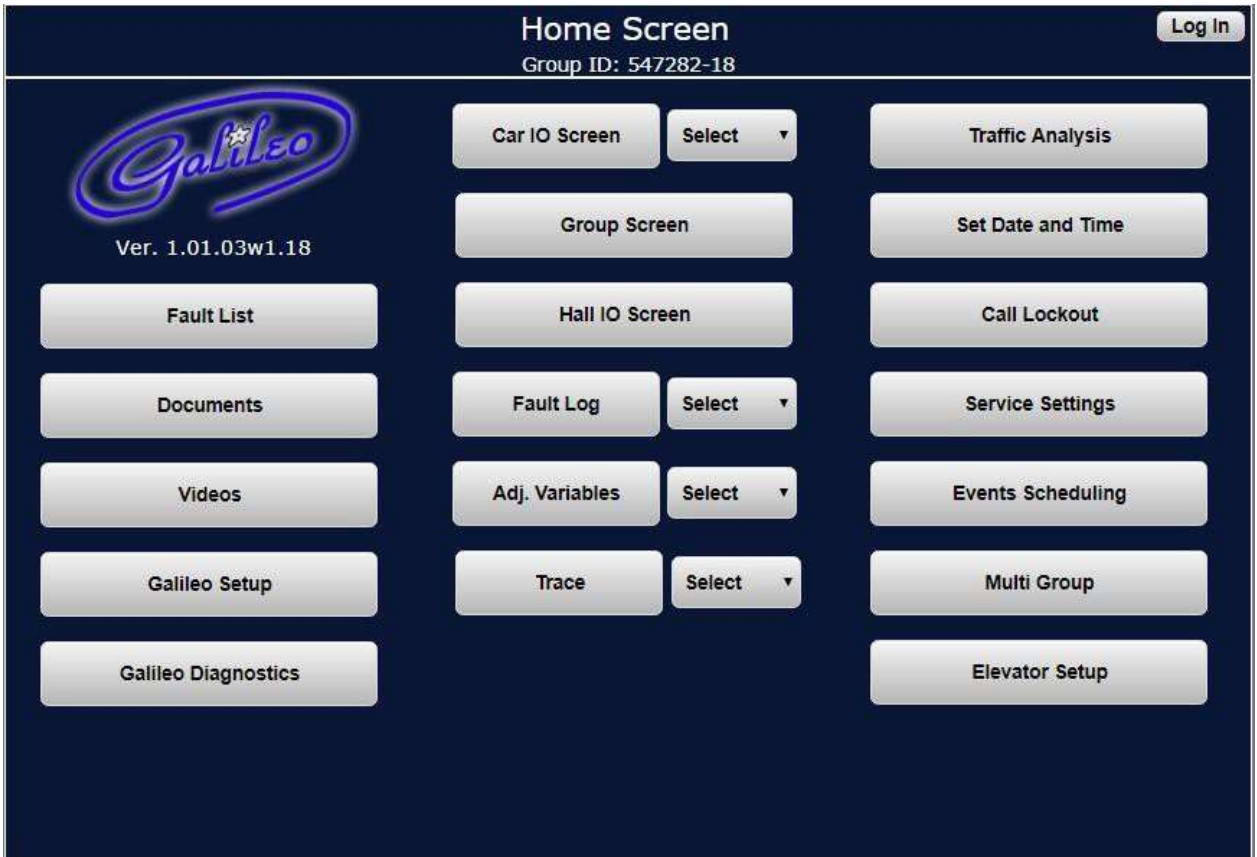 Home Screen
Log In
Group ID: 547282-18
Galileo
Ver. 1.01.03w1.18
Fault List
Documents
Videos
Galileo Setup
Galileo Diagnostics
Car IO Screen Select
Group Screen
Hall IO Screen
Fault Log Select
Adj. Variables Select
Trace Select
Traffic Analysis
Set Date and Time
Call Lockout
Service Settings
Events Scheduling
Multi Group
Elevator Setup